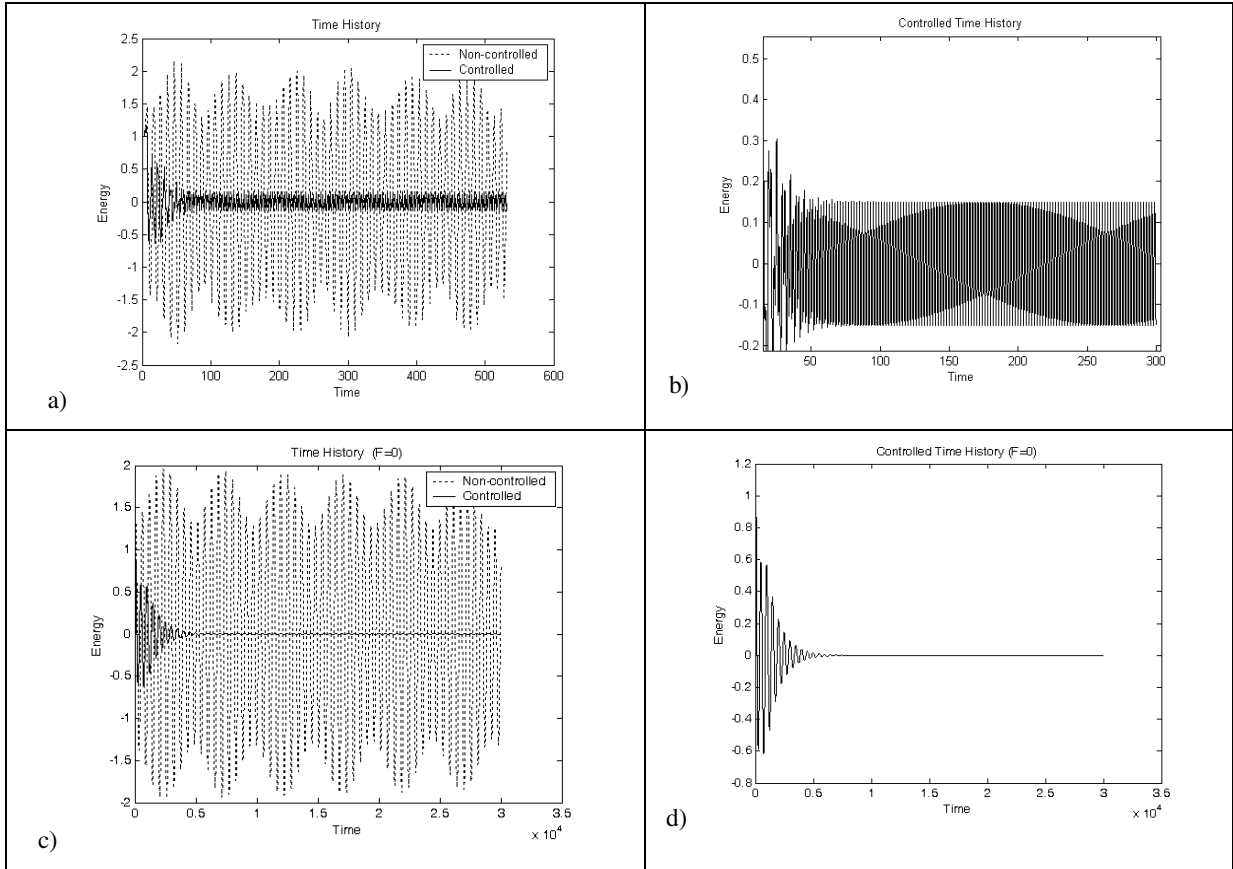 Time History
2.5
2
1.5
1
0.5
0
-0.5
-1
-1.5
-2
-2.5
Energy
Non-controlled
Controlled
0 100 200 300 400 500 600
Time
a)
Controlled Time History
0.5
0.4
0.3
0.2
0.1
0
-0.1
-0.2
Energy
50 100 150 200 250 300
Time
b)
Time History (F=0)
2
1.5
1
0.5
0
-0.5
-1
-1.5
-2
Energy
Non-controlled
Controlled
0 0.5 1 1.5 2 2.5 3 3.5
Time
x 10^4
c)
Controlled Time History (F=0)
1.2
1
0.8
0.6
0.4
0.2
0
-0.2
-0.4
-0.6
-0.8
Energy
0 0.5 1 1.5 2 2.5 3 3.5
Time
x 10^4
d)